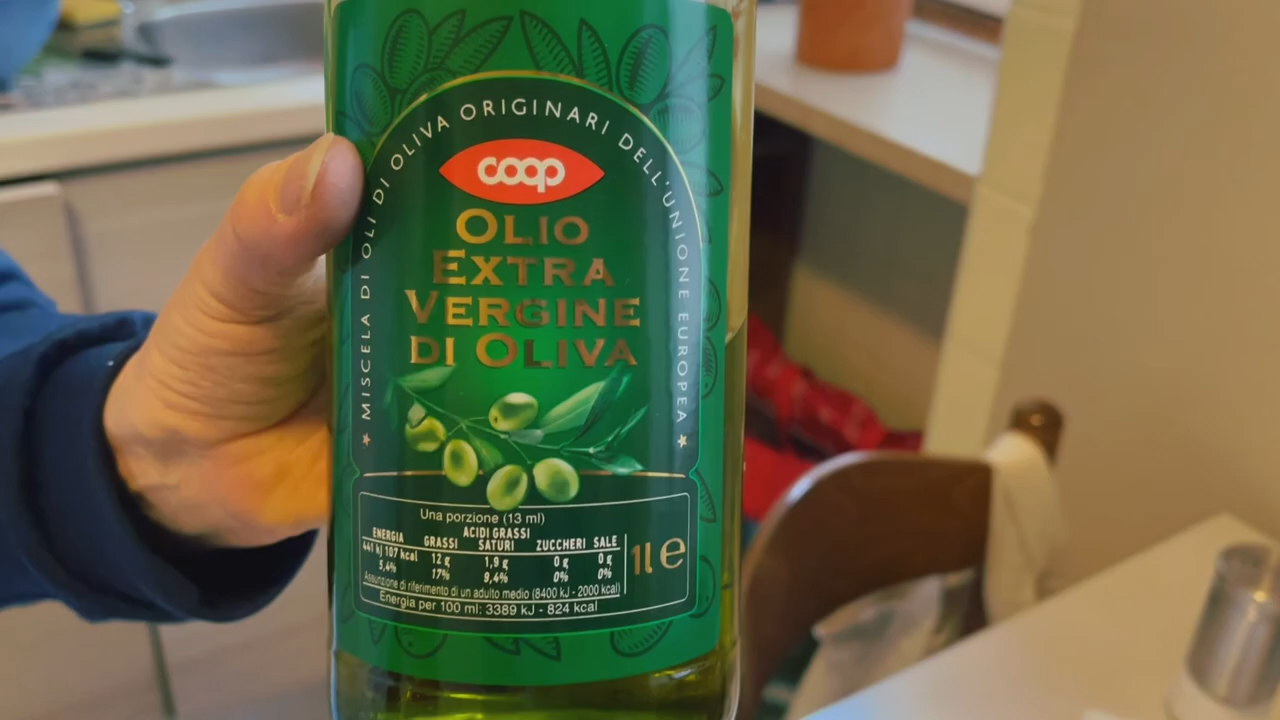 MISCELA DI OLI DI OLIVA ORIGINARI DELL'UNIONE EUROPEA
coop
OLIO
EXTRA
VERGINE
DI OLIVA
Una porzione (13 ml)
ENERGIA GRASSI ACIDI GRASSI SATURI ZUCCHERI SALE
441 kJ 107 kcal 12 g 1,9 g 0 g 0 g
5,4% 17% 9,4% 0% 0%
Assunzione di riferimento di un adulto medio (8400 kJ - 2000 kcal)
Energia per 100 ml: 3389 kJ - 824 kcal
1l e